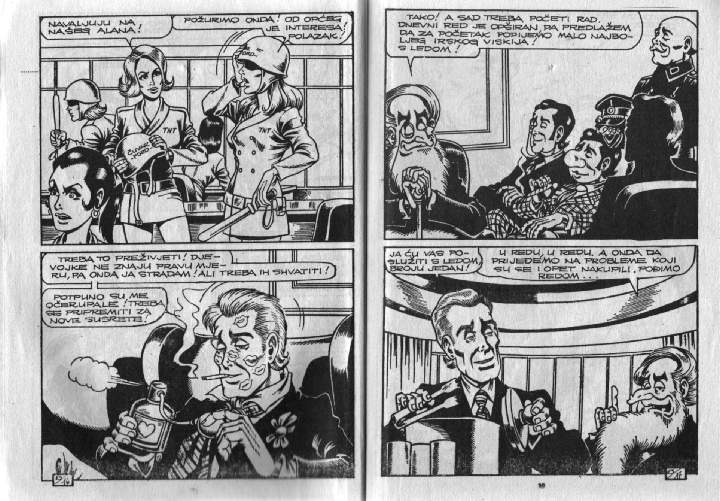 NAVALJUJU NA
NAŠEG ALANA!
POŽURIMO ONDA! OD OPĆEG
JE INTERESA!
POLAZAK!
TNT
TNT
TREBA TO PREŽIVJETI! DJE-
VOJKE NE ZNAJU PRAVU MJE-
RU, PA ONDA JA STRADAM! ALI TREBA IH SHVATITI!
POTPUNO SU ME
OČERUPALE! TREBA
SE PRIPREMITI ZA
NOVE SUSRETE!
TAKO! A SAD TREBA POČETI RAD.
DNEVNI RED JE OPŠIRAN PA PREDLAŽEM
DA ZA POČETAK POPIJEMO MALO NAJBO-
LJEG IRSKOG VISKIJA!
S LEDOM!
JA ĆU VAS PO-
SLUŽITI S LEDOM,
BROJU JEDAN!
U REDU, U REDU, A ONDA DA
PRIJEĐEMO NA PROBLEME KOJI
SU SE I OPET NAKUPILI, POĐIMO
REDOM...